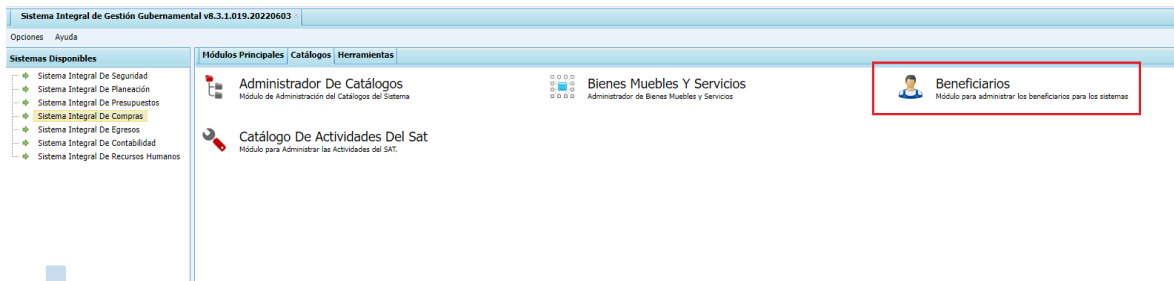 Sistema Integral de Gestión Gubernamental v8.3.1.019.20220603
Opciones Ayuda
Sistemas Disponibles
Sistema Integral De Seguridad
Sistema Integral De Planeación
Sistema Integral De Presupuestos
Sistema Integral De Compras
Sistema Integral De Egresos
Sistema Integral De Contabilidad
Sistema Integral De Recursos Humanos
Módulos Principales Catálogos Herramientas
Administrador De Catálogos
Módulo de Administración del Catálogos del Sistema
Bienes Muebles Y Servicios
Administrador de Bienes Muebles y Servicios
Beneficiarios
Módulo para administrar los beneficiarios para los sistemas
Catálogo De Actividades Del Sat
Módulo para Administrar las Actividades del SAT.